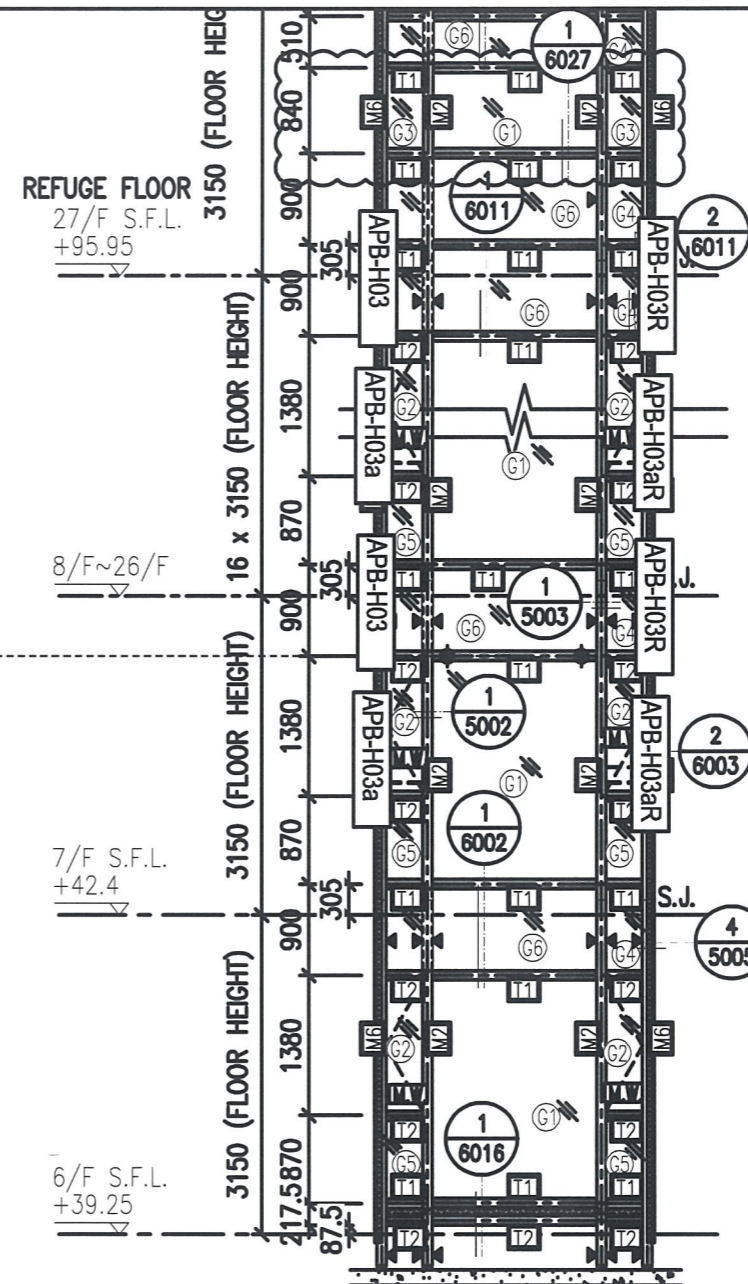 3150 (FLOOR HEIG
510
840
900
G6
1
6027
G4
T1
T1
T1
M6
M2
M2
M6
G3
G1
G3
T1
T1
T1
REFUGE FLOOR
27/F S.F.L.
+95.95
1
6011
G6
G4
2
6011
305
APB-H03
APB-H03R
T1
T1
T1
J.
900
G6
G4
16 x 3150 (FLOOR HEIGHT)
1380
T2
T1
T2
APB-H03a
APB-H03aR
G2
G2
M.W
M.W
G1
T2
M2
M2
T2
870
G5
G5
8/F~26/F
305
APB-H03
APB-H03R
T1
T1
T1
J.
900
1
5003
G6
G4
3150 (FLOOR HEIGHT)
1380
T2
T1
T2
APB-H03a
APB-H03aR
G2
G2
1
5002
M.W
2
6003
M2
M2
G1
T2
T2
870
1
6002
G5
G5
7/F S.F.L.
+42.4
305
T1
T1
T1
S.J.
900
G6
G4
4
5005
3150 (FLOOR HEIGHT)
1380
T2
T1
T2
M6
M2
M2
M6
G2
G2
M.W
M.W
G1
870
T2
T2
1
6016
G5
G5
T1
T1
T1
6/F S.F.L.
+39.25
217.5
87.5
T2
T2
T2